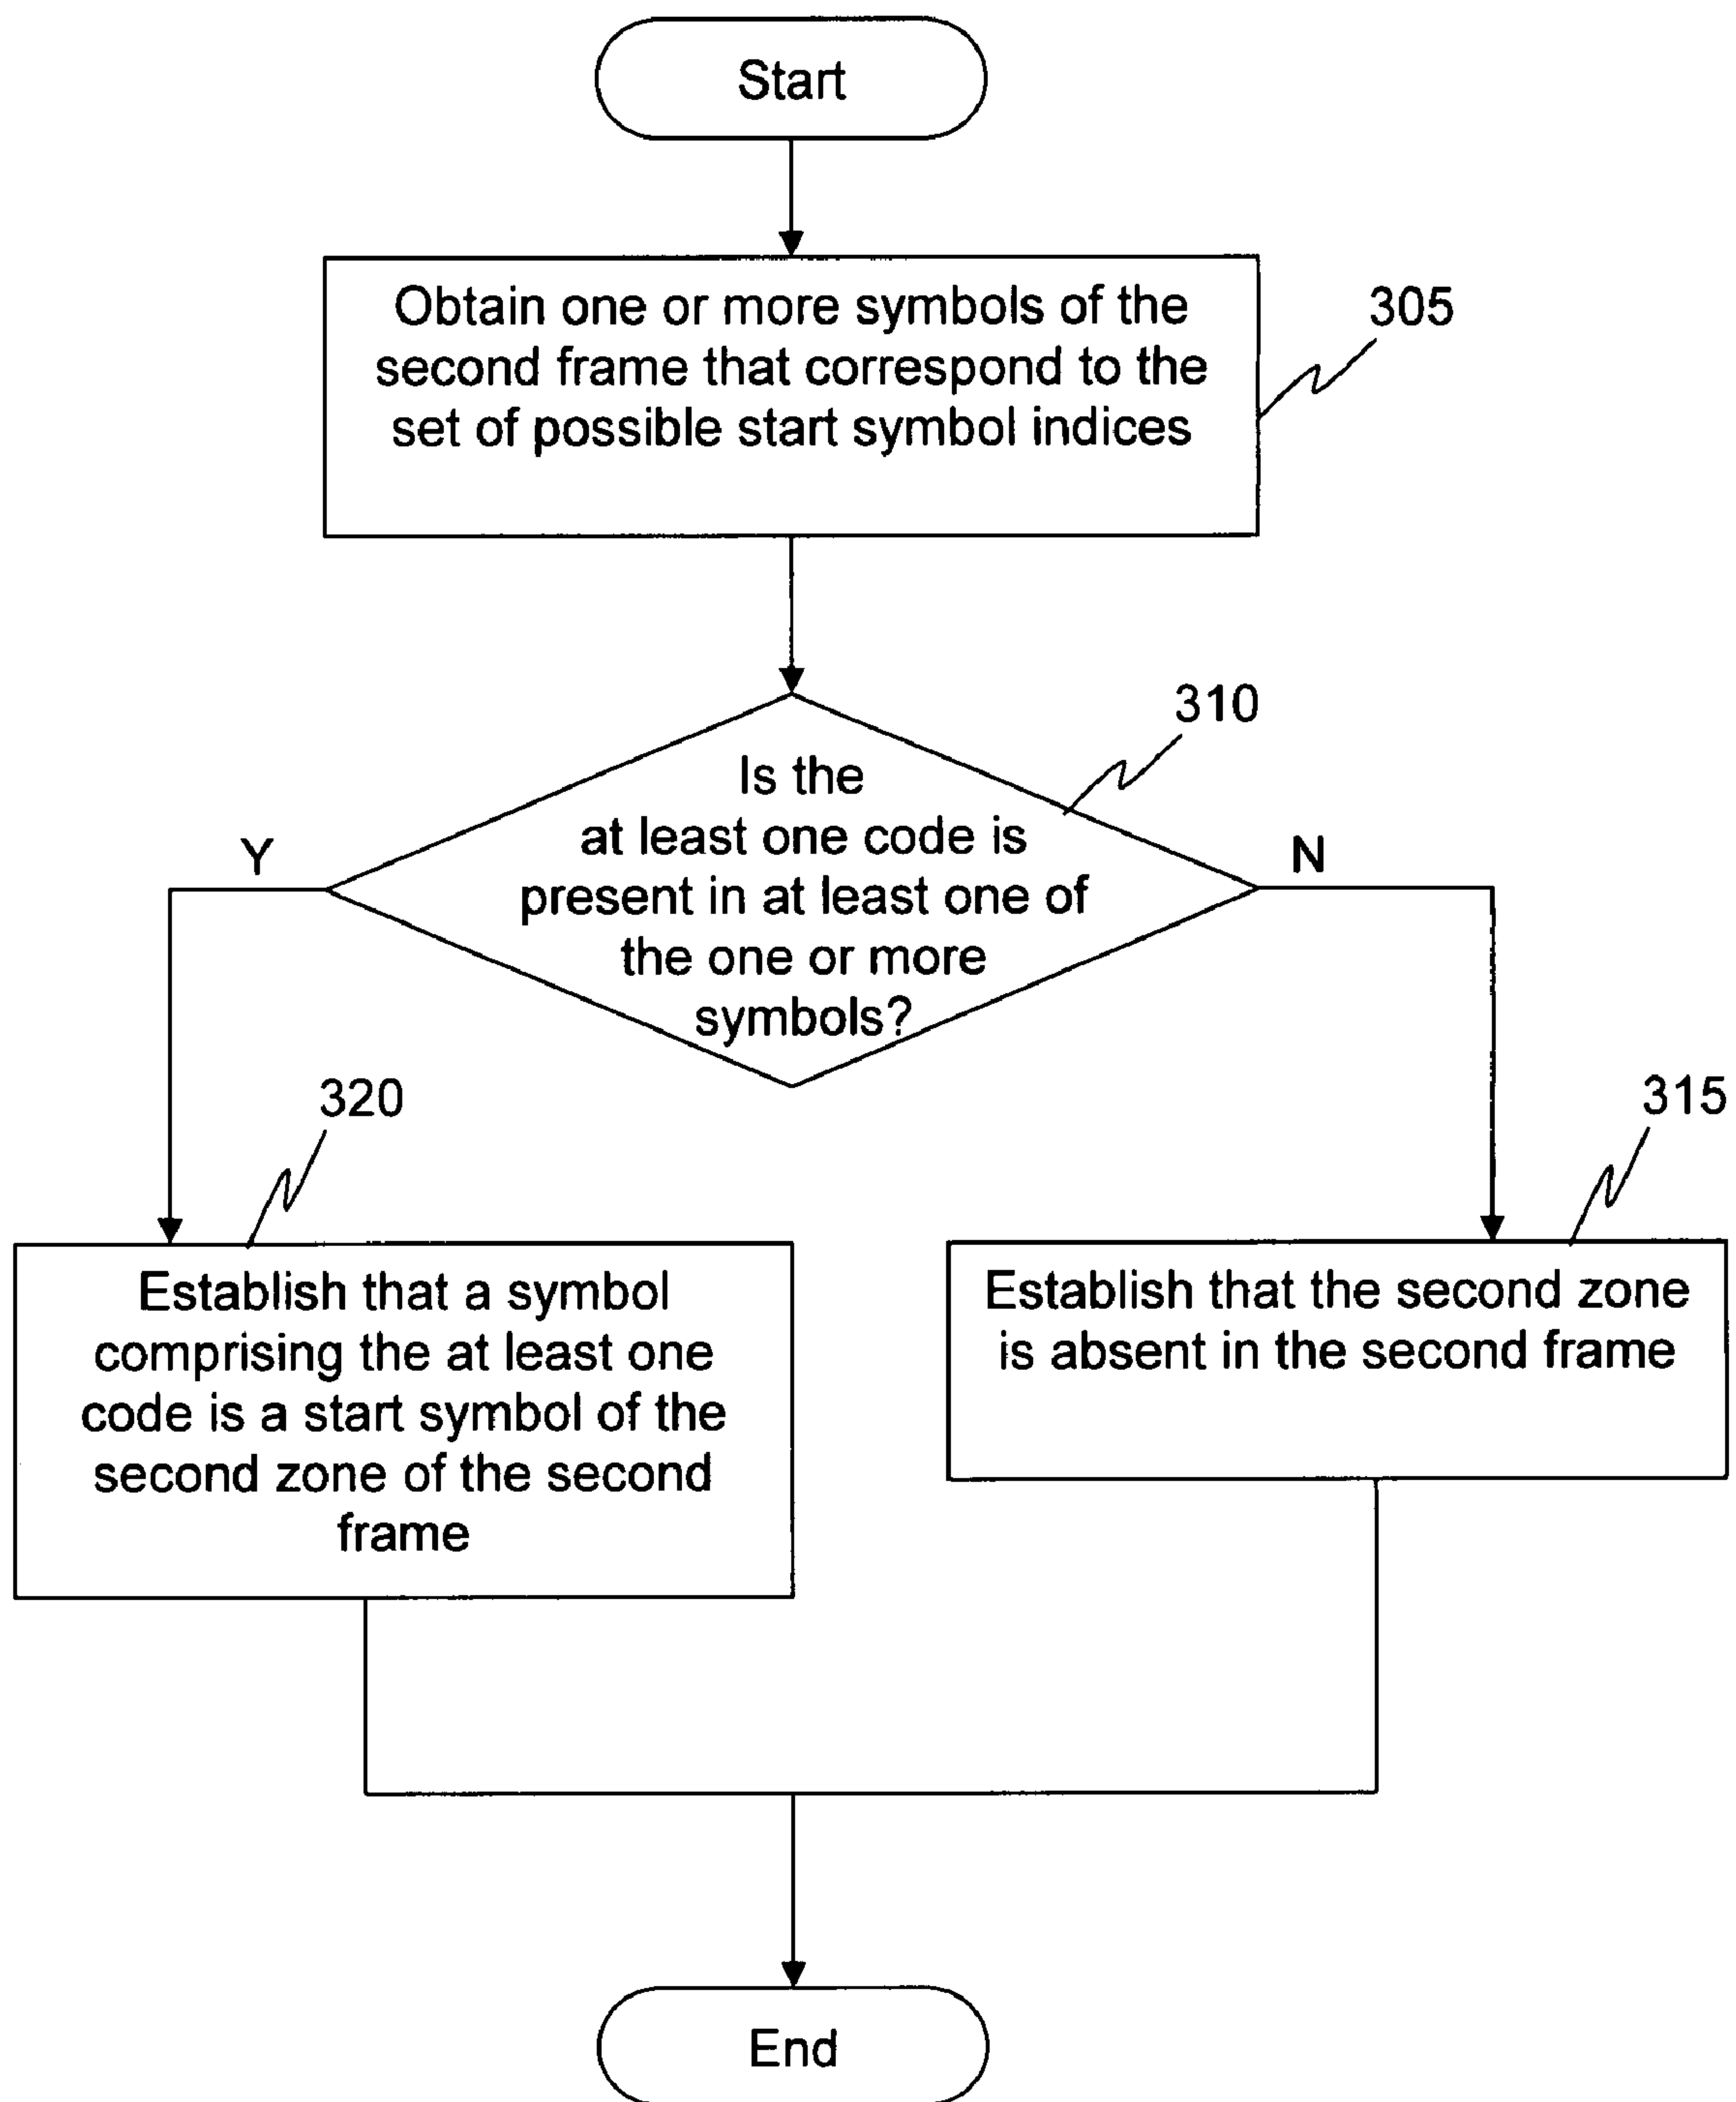 Start
Obtain one or more symbols of the
second frame that correspond to the
set of possible start symbol indices
305
310
Is the
at least one code is
present in at least one of
the one or more
symbols?
Y
N
320
315
Establish that a symbol
comprising the at least one
code is a start symbol of the
second zone of the second
frame
Establish that the second zone
is absent in the second frame
End